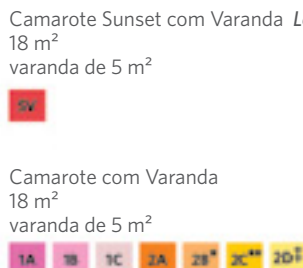 Camarote Sunset com Varanda
18 m²
varanda de 5 m²
SV
Camarote com Varanda
18 m²
varanda de 5 m²
1A 1B 1C 2A 2B* 2C** 2D‡